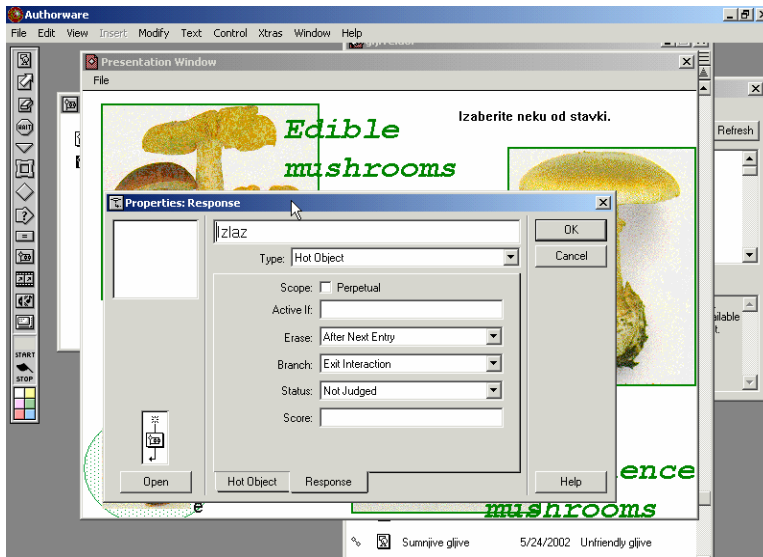 Authorware
File Edit View Insert Modify Text Control Xtras Window Help
Presentation Window
File
Izaberite neku od stavki.
Edible
mushrooms
Refresh
Properties: Response
Izlaz
OK
Type: Hot Object
Cancel
Scope: Perpetual
Active If:
Erase: After Next Entry
Branch: Exit Interaction
Status: Not Judged
Score:
START
STOP
WAIT
Open
Hot Object Response
Help
ence
mushrooms
e
ailable
t.
Sumnjive gljive 5/24/2002 Unfriendly gljive